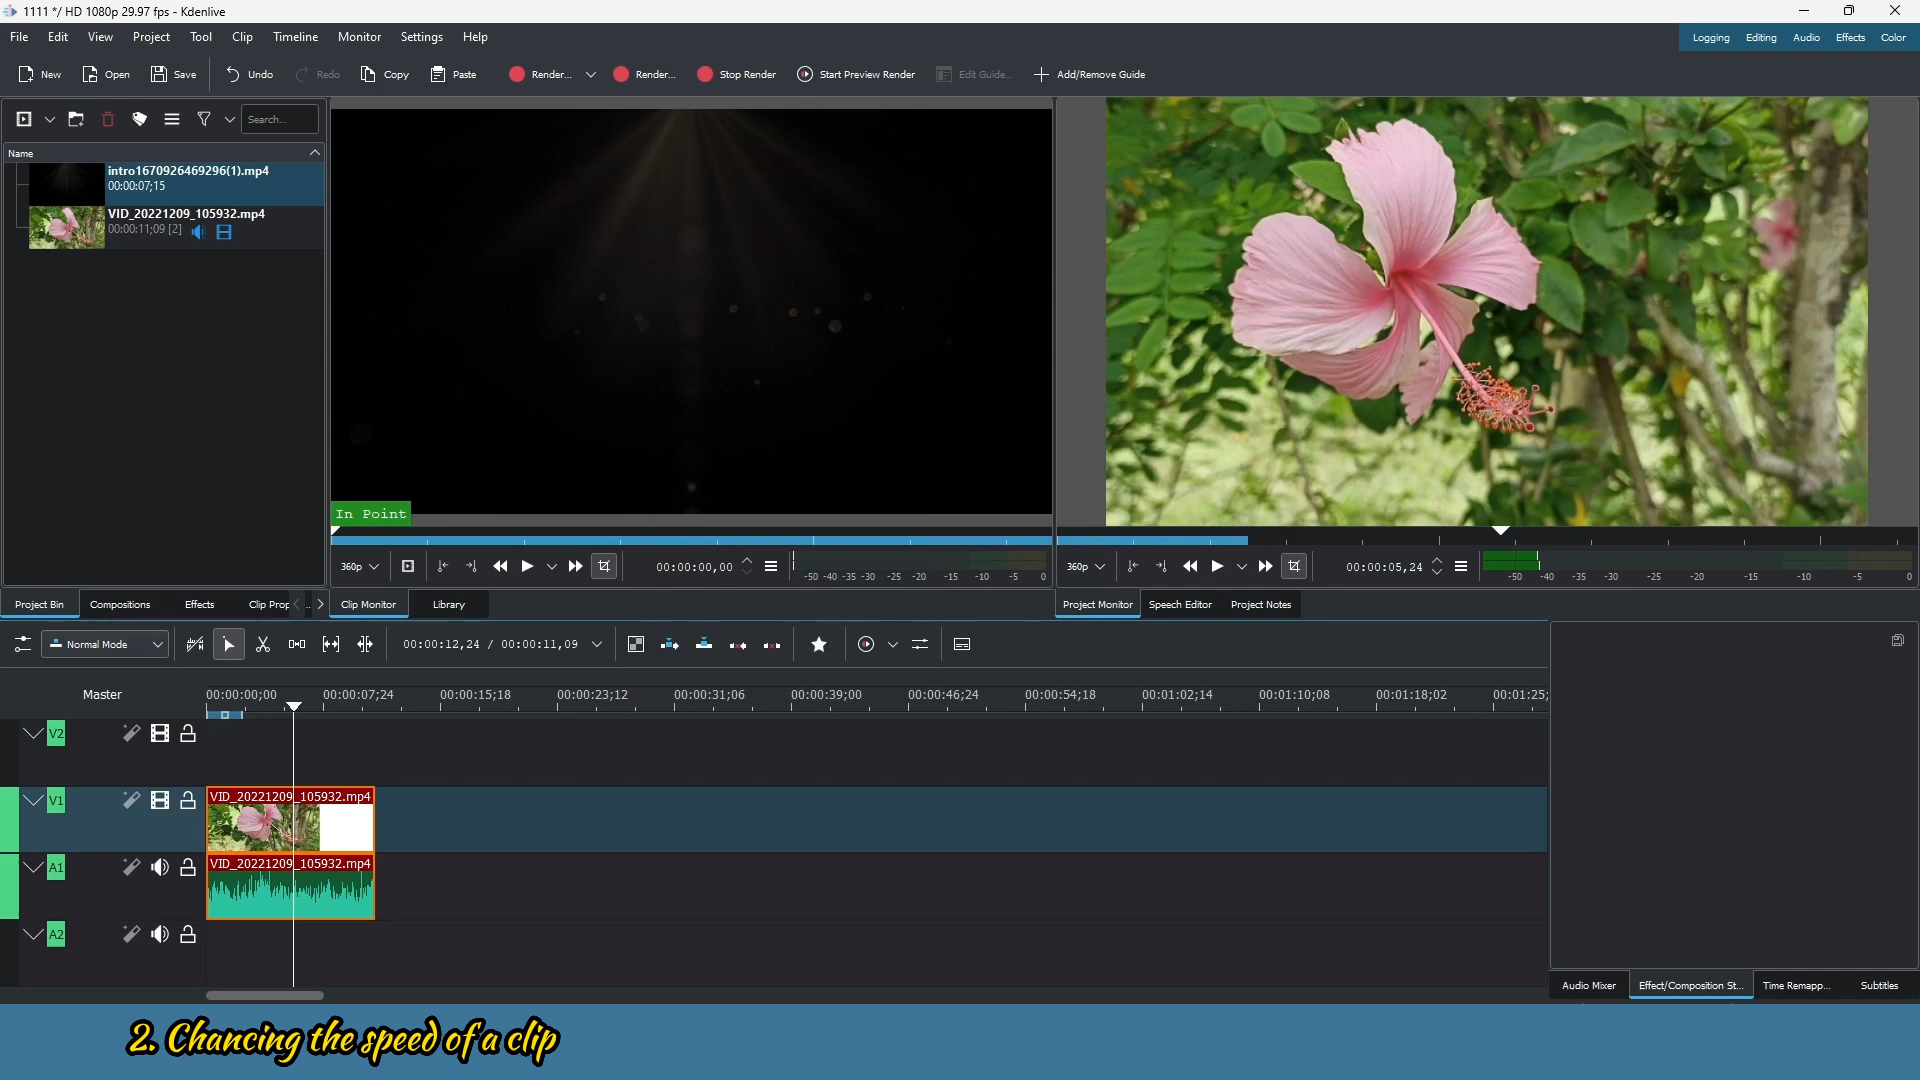 1111 */ HD 1080p 29.97 fps - Kdenlive
File Edit View Project Tool Clip Timeline Monitor Settings Help
Logging Editing Audio Effects Color
New Open Save Undo Redo Copy Paste Render... Render... Stop Render Start Preview Render Edit Guide... Add/Remove Guide
Search...
Name
intro1670926469296(1).mp4
00:00:07;15
VID_20221209_105932.mp4
00:00:11;09 [2]
In Point
360p 00:00:00,00 -50 -40 -35 -30 -25 -20 -15 -10 -5 0
360p 00:00:05,24 -50 -40 -35 -30 -25 -20 -15 -10 -5 0
Project Bin Compositions Effects Clip Prop ...
Clip Monitor Library
Project Monitor Speech Editor Project Notes
Normal Mode 00:00:12,24 / 00:00:11,09
Master 00:00:00;00 00:00:07;24 00:00:15;18 00:00:23;12 00:00:31;06 00:00:39;00 00:00:46;24 00:00:54;18 00:01:02;14 00:01:10;08 00:01:18;02 00:01:25;
V2
V1
VID_20221209_105932.mp4
A1
VID_20221209_105932.mp4
A2
Audio Mixer Effect/Composition St... Time Remapp... Subtitles
2. Chancing the speed of a clip